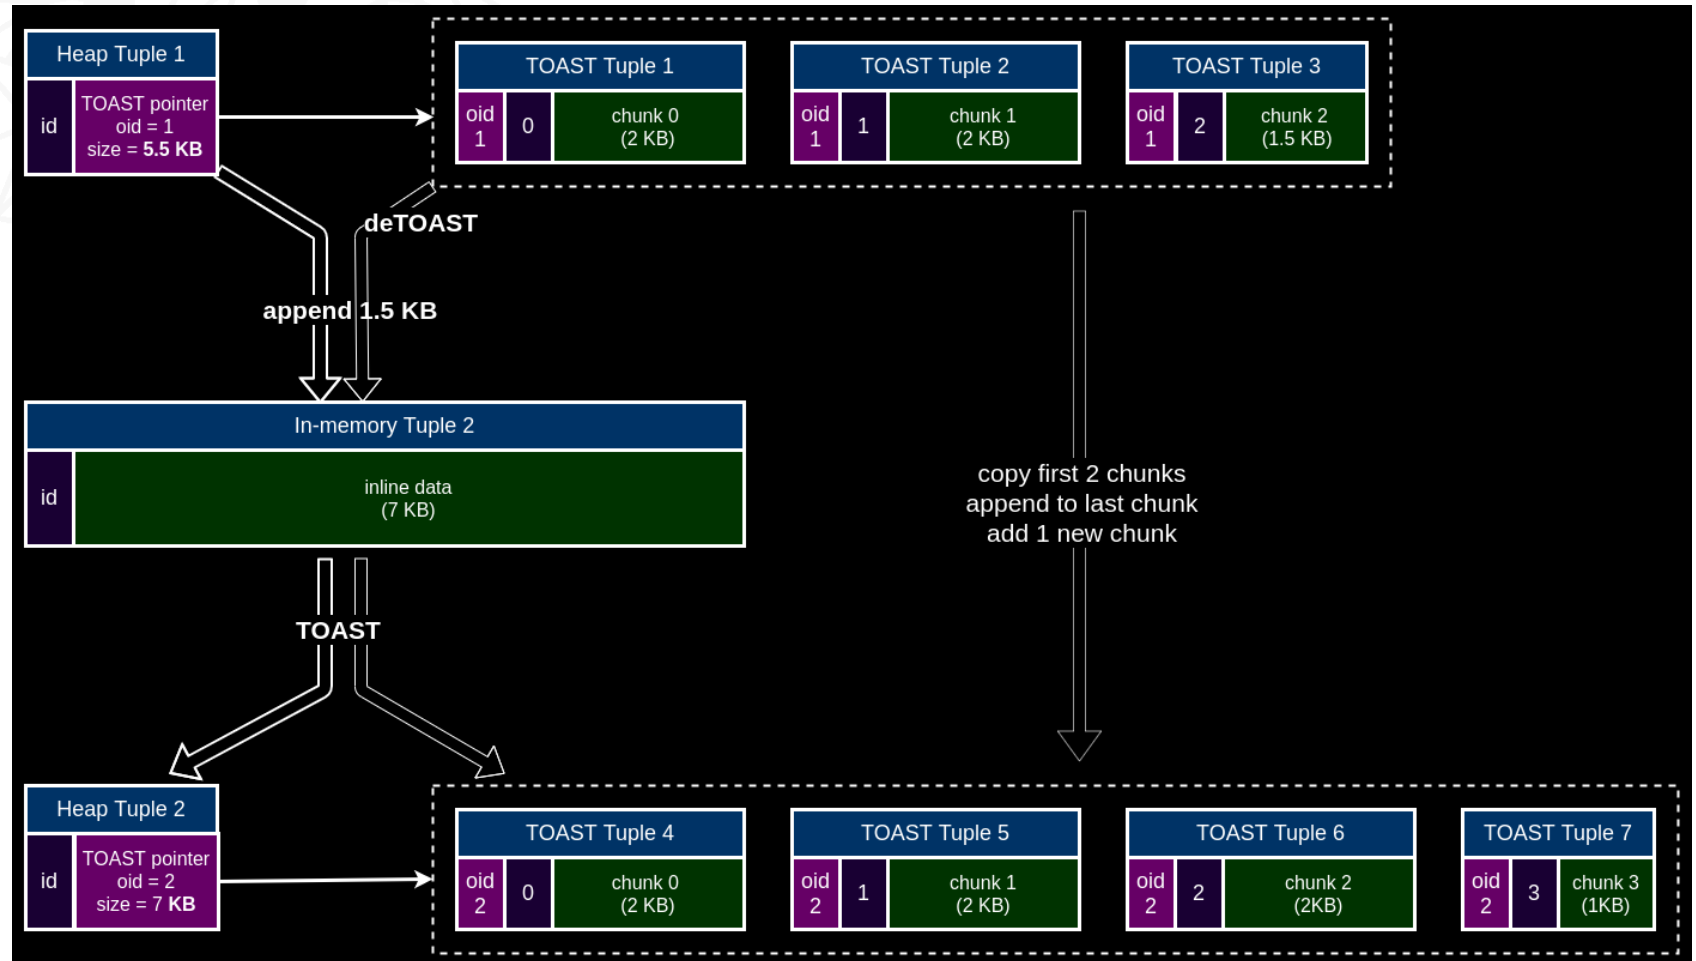 Heap Tuple 1
id
TOAST pointer
oid = 1
size = 5.5 KB
TOAST Tuple 1
oid
1
0
chunk 0
(2 KB)
TOAST Tuple 2
oid
1
1
chunk 1
(2 KB)
TOAST Tuple 3
oid
1
2
chunk 2
(1.5 KB)
deTOAST
append 1.5 KB
In-memory Tuple 2
id
inline data
(7 KB)
copy first 2 chunks
append to last chunk
add 1 new chunk
TOAST
Heap Tuple 2
id
TOAST pointer
oid = 2
size = 7 KB
TOAST Tuple 4
oid
2
0
chunk 0
(2 KB)
TOAST Tuple 5
oid
2
1
chunk 1
(2 KB)
TOAST Tuple 6
oid
2
2
chunk 2
(2KB)
TOAST Tuple 7
oid
2
3
chunk 3
(1KB)